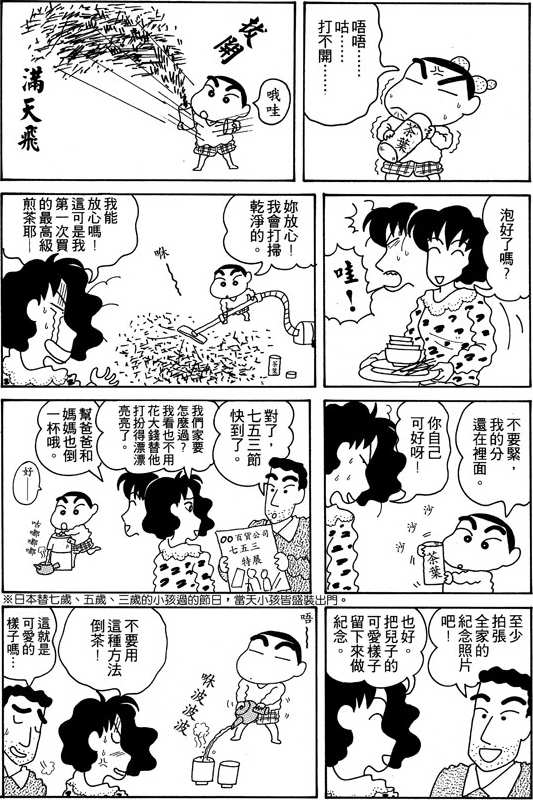 唔唔……
咕……
打不開……
茶葉
拔開
哦哇
滿天飛
泡好了嗎？
哇！
妳放心！
我會打掃
乾淨的。
咻
茶葉
我能
放心嗎！
這可是我
第一次買
的最高級
煎茶耶—
不要緊，
我的分
還在裡面。
沙
沙
茶葉
你自己
可好呀！
對了，
七五三節
快到了。
○○百貨公司
七五三
特展
我們家要
怎麼過？
我看也不用
花大錢替他
打扮得漂漂
亮亮了。
幫爸爸和
媽媽也倒
一杯哦。
好—
※日本替七歲、五歲、三歲的小孩過的節日，當天小孩皆盛裝出門。
至少
拍張
全家的
紀念照片
吧！
也好。
把兒子的
可愛樣子
留下來做
紀念。
唔—
咻波波波
不要用
這種方法
倒茶！
這就是
可愛的
樣子嗎…